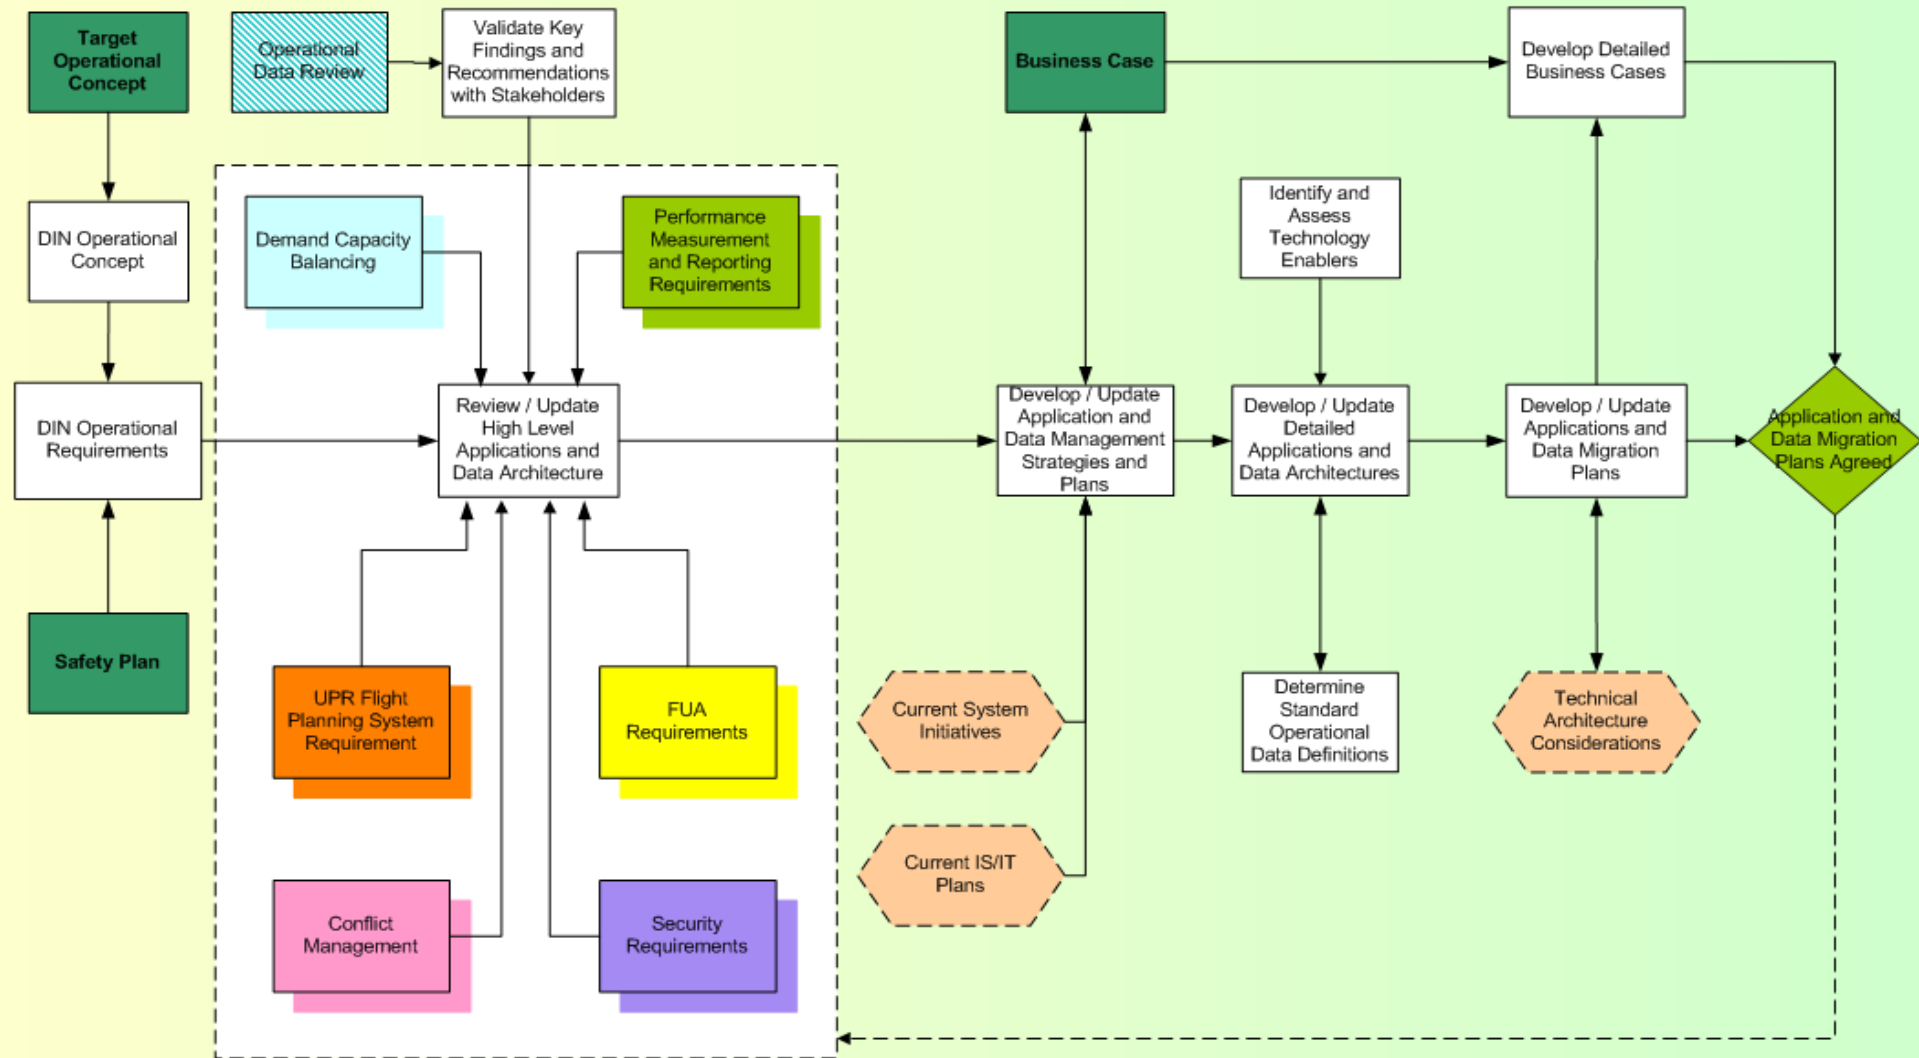 Target
Operational
Concept
Operational
Data Review
Validate Key
Findings and
Recommendations
with Stakeholders
Business Case
Develop Detailed
Business Cases
DIN Operational
Concept
Demand Capacity
Balancing
Performance
Measurement
and Reporting
Requirements
Identify and
Assess
Technology
Enablers
DIN Operational
Requirements
Review / Update
High Level
Applications and
Data Architecture
Develop / Update
Application and
Data Management
Strategies and
Plans
Develop / Update
Detailed
Applications and
Data Architectures
Develop / Update
Applications and
Data Migration
Plans
Application and
Data Migration
Plans Agreed
Safety Plan
UPR Flight
Planning System
Requirement
FUA
Requirements
Current System
Initiatives
Determine
Standard
Operational
Data Definitions
Technical
Architecture
Considerations
Current IS/IT
Plans
Conflict
Management
Security
Requirements